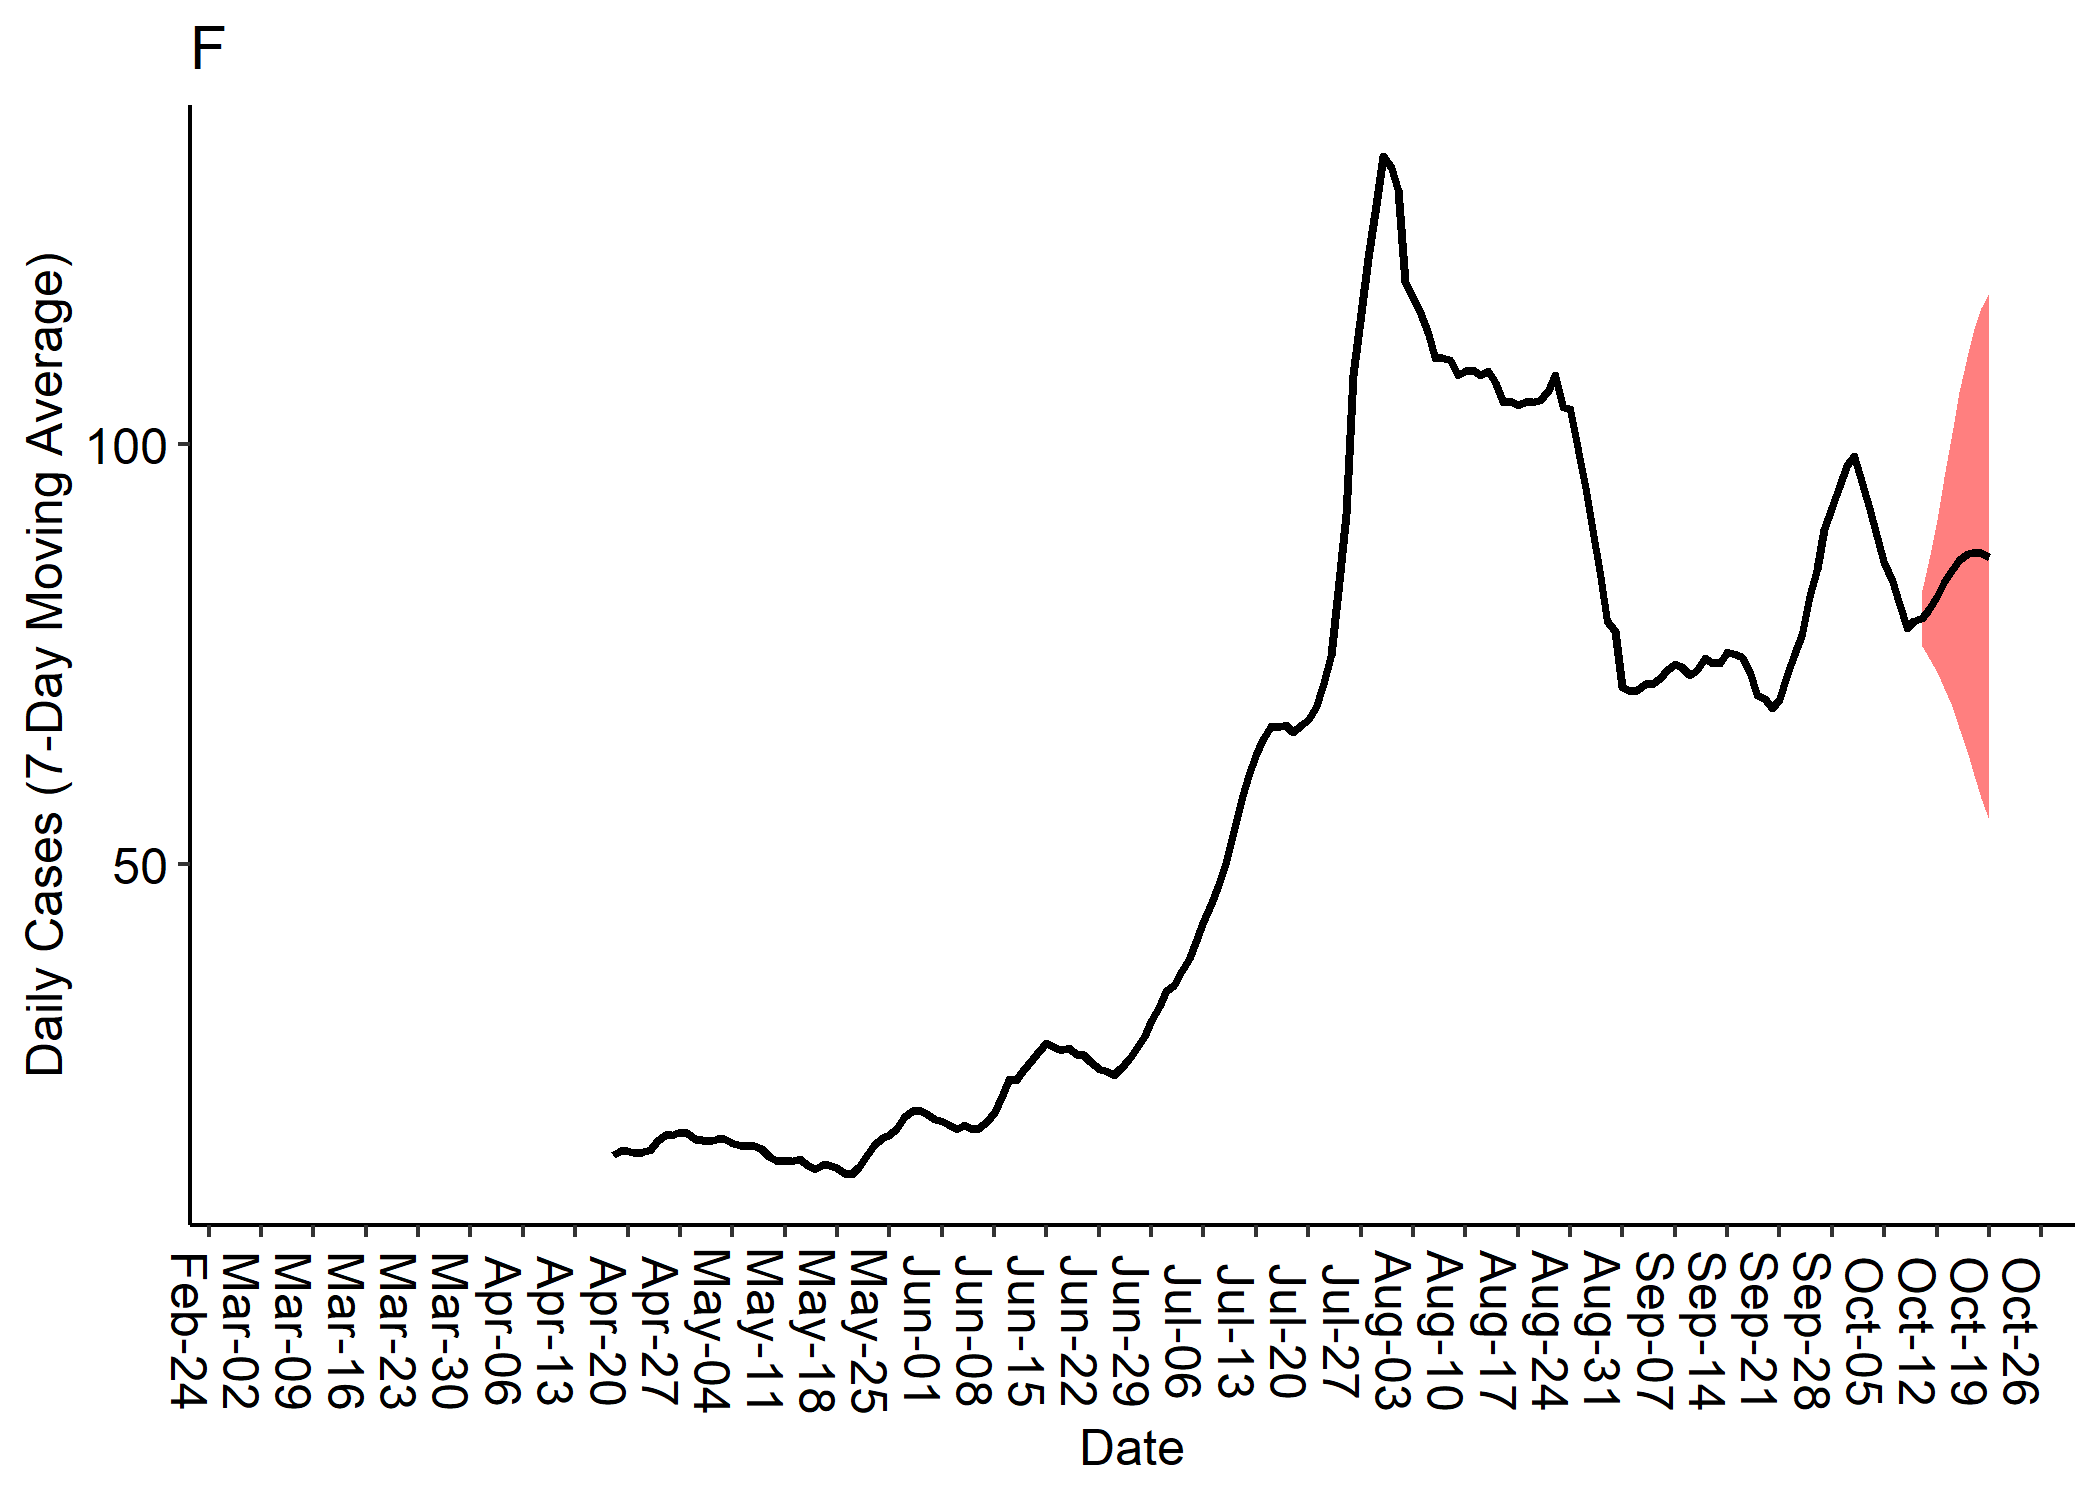 F
Daily Cases (7-Day Moving Average)
100
50
Feb-24
Mar-02
Mar-09
Mar-16
Mar-23
Mar-30
Apr-06
Apr-13
Apr-20
Apr-27
May-04
May-11
May-18
May-25
Jun-01
Jun-08
Jun-15
Jun-22
Jun-29
Jul-06
Jul-13
Jul-20
Jul-27
Aug-03
Aug-10
Aug-17
Aug-24
Aug-31
Sep-07
Sep-14
Sep-21
Sep-28
Oct-05
Oct-12
Oct-19
Oct-26
Date